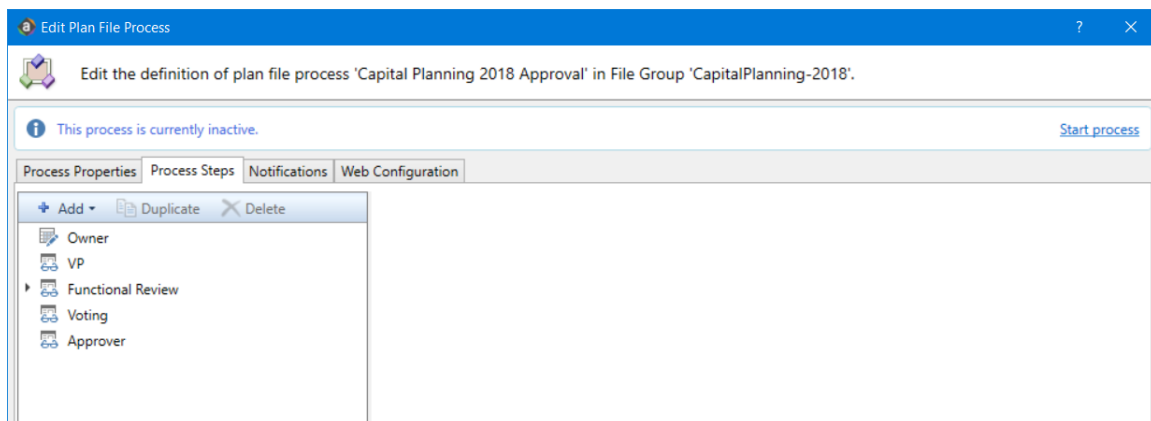 Edit Plan File Process
Edit the definition of plan file process 'Capital Planning 2018 Approval' in File Group 'CapitalPlanning-2018'.
This process is currently inactive. Start process
Process Properties Process Steps Notifications Web Configuration
Add Duplicate Delete
Owner
VP
Functional Review
Voting
Approver